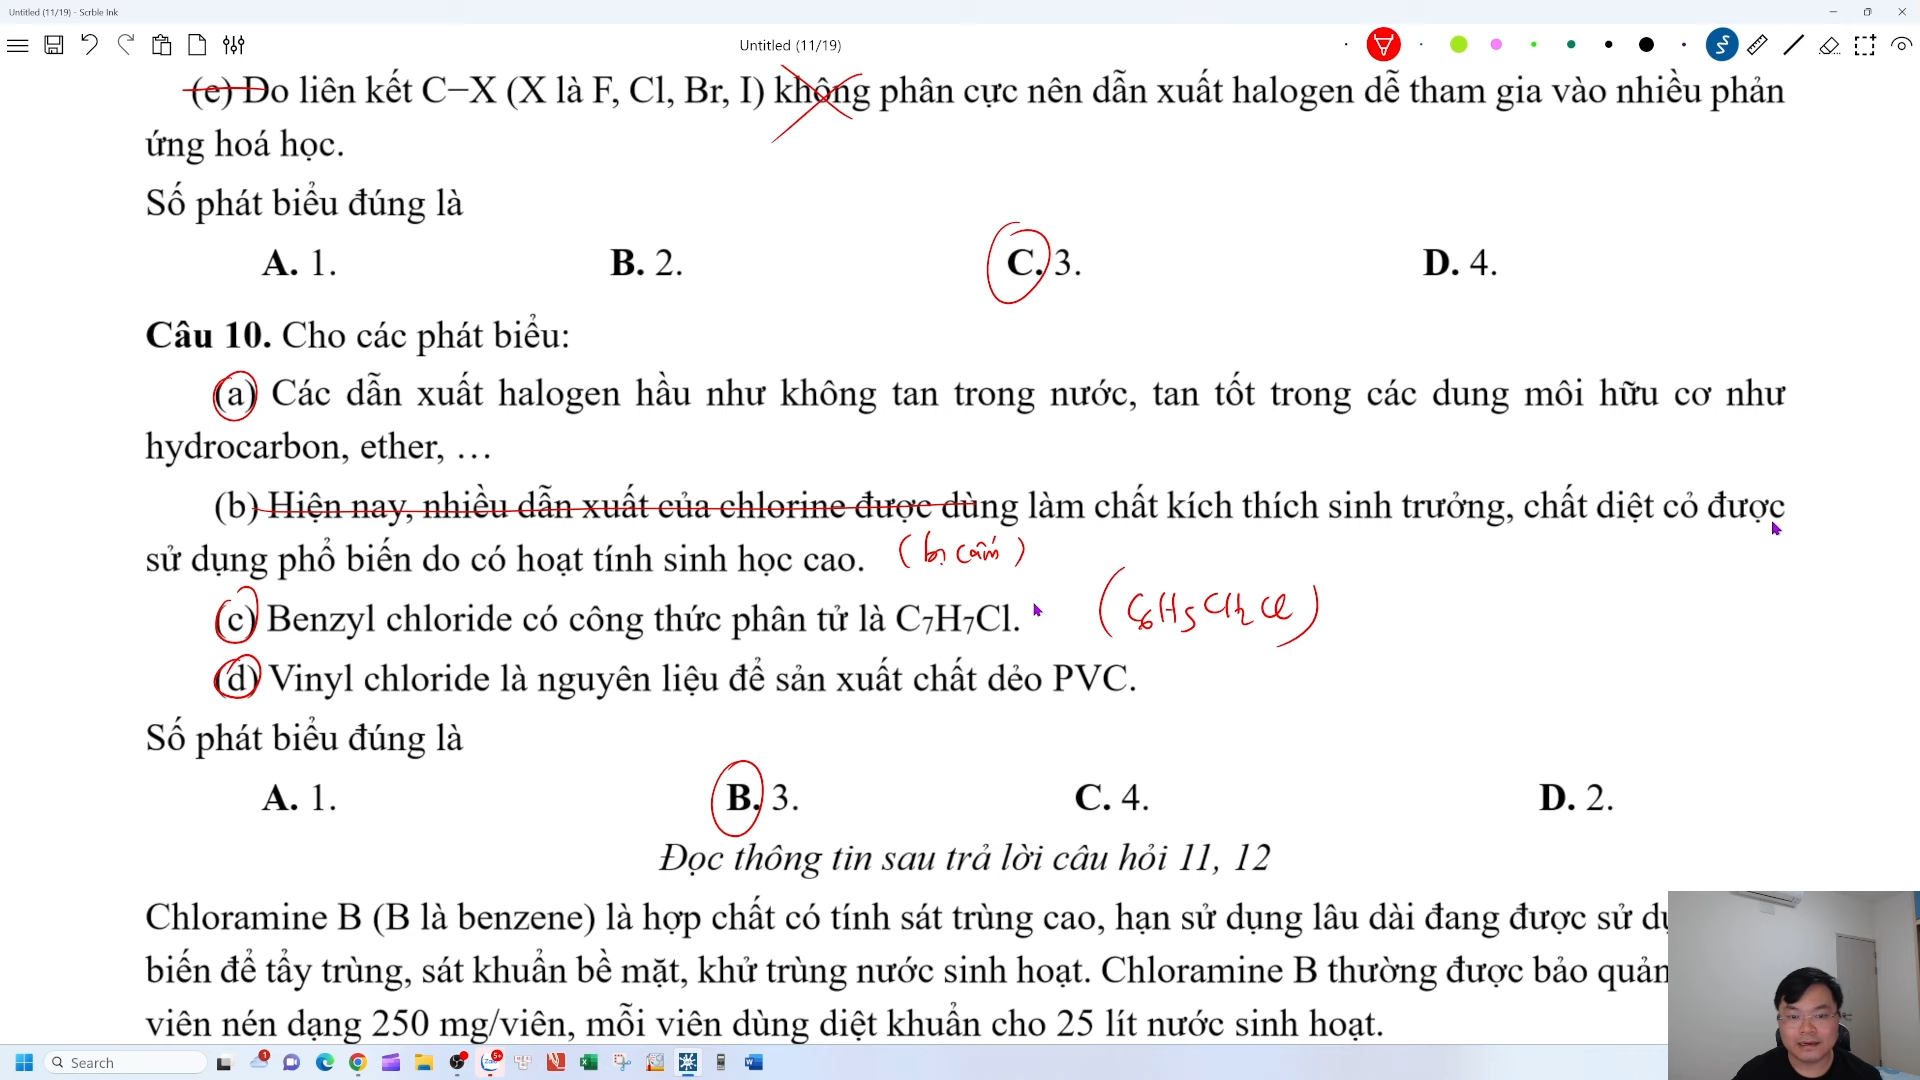 Untitled (11/19) - Scrble Ink
Untitled (11/19)
(e) Do liên kết C−X (X là F, Cl, Br, I) không phân cực nên dẫn xuất halogen dễ tham gia vào nhiều phản
ứng hoá học.
Số phát biểu đúng là
A. 1. B. 2. C. 3. D. 4.
Câu 10. Cho các phát biểu:
(a) Các dẫn xuất halogen hầu như không tan trong nước, tan tốt trong các dung môi hữu cơ như
hydrocarbon, ether, …
(b) Hiện nay, nhiều dẫn xuất của chlorine được dùng làm chất kích thích sinh trưởng, chất diệt cỏ được
sử dụng phổ biến do có hoạt tính sinh học cao. (bị cấm)
(c) Benzyl chloride có công thức phân tử là C₇H₇Cl. (C₆H₅CH₂Cl)
(d) Vinyl chloride là nguyên liệu để sản xuất chất dẻo PVC.
Số phát biểu đúng là
A. 1. B. 3. C. 4. D. 2.
Đọc thông tin sau trả lời câu hỏi 11, 12
Chloramine B (B là benzene) là hợp chất có tính sát trùng cao, hạn sử dụng lâu dài đang được sử
biến để tẩy trùng, sát khuẩn bề mặt, khử trùng nước sinh hoạt. Chloramine B thường được bảo quản
viên nén dạng 250 mg/viên, mỗi viên dùng diệt khuẩn cho 25 lít nước sinh hoạt.
Search